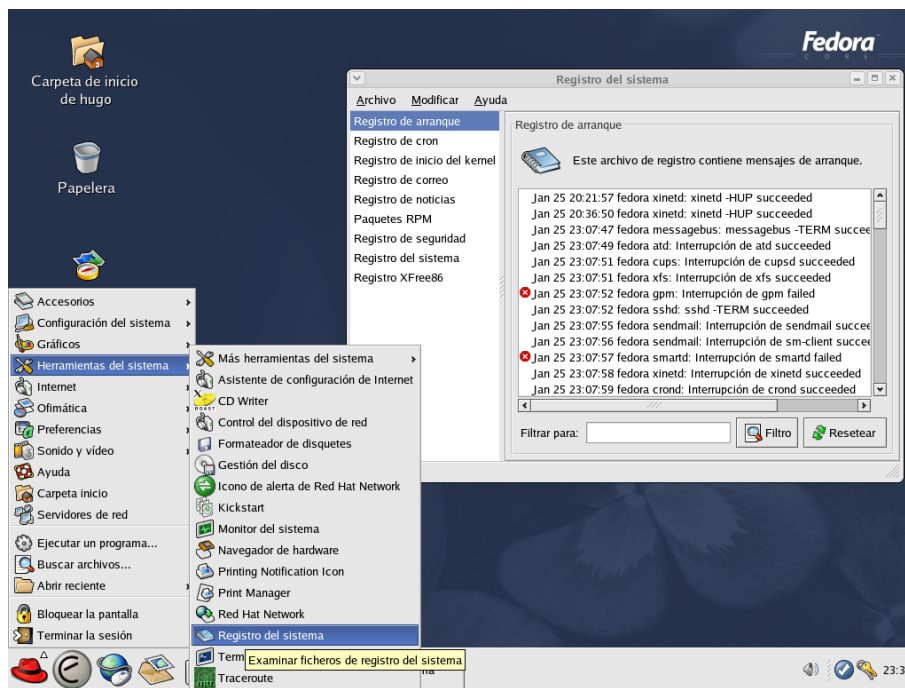 Fedora
CORE
Carpeta de inicio
de hugo
Papelera
Registro del sistema
Archivo Modificar Ayuda
Registro de arranque
Registro de cron
Registro de inicio del kernel
Registro de correo
Registro de noticias
Paquetes RPM
Registro de seguridad
Registro del sistema
Registro XFree86
Registro de arranque
Este archivo de registro contiene mensajes de arranque.
Jan 25 20:21:57 fedora xinetd: xinetd -HUP succeeded
Jan 25 20:36:50 fedora xinetd: xinetd -HUP succeeded
Jan 25 23:07:47 fedora messagebus: messagebus -TERM succee
Jan 25 23:07:49 fedora atd: Interrupción de atd succeeded
Jan 25 23:07:51 fedora cups: Interrupción de cupsd succeeded
Jan 25 23:07:51 fedora xfs: Interrupción de xfs succeeded
Jan 25 23:07:52 fedora gpm: Interrupción de gpm failed
Jan 25 23:07:52 fedora sshd: sshd -TERM succeeded
Jan 25 23:07:55 fedora sendmail: Interrupción de sendmail succee
Jan 25 23:07:56 fedora sendmail: Interrupción de sm-client succee
Jan 25 23:07:57 fedora smartd: Interrupción de smartd failed
Jan 25 23:07:58 fedora xinetd: Interrupción de xinetd succeeded
Jan 25 23:07:59 fedora crond: Interrupción de crond succeeded
Filtrar para: Filtro Resetear
Accesorios
Configuración del sistema
Gráficos
Herramientas del sistema
Internet
Ofimática
Preferencias
Sonido y vídeo
Ayuda
Carpeta inicio
Servidores de red
Ejecutar un programa...
Buscar archivos...
Abrir reciente
Bloquear la pantalla
Terminar la sesión
Más herramientas del sistema
Asistente de configuración de Internet
CD Writer
Control del dispositivo de red
Formateador de disquetes
Gestión del disco
Icono de alerta de Red Hat Network
Kickstart
Monitor del sistema
Navegador de hardware
Printing Notification Icon
Print Manager
Red Hat Network
Registro del sistema
Term
Examinar ficheros de registro del sistema
Traceroute
23:3